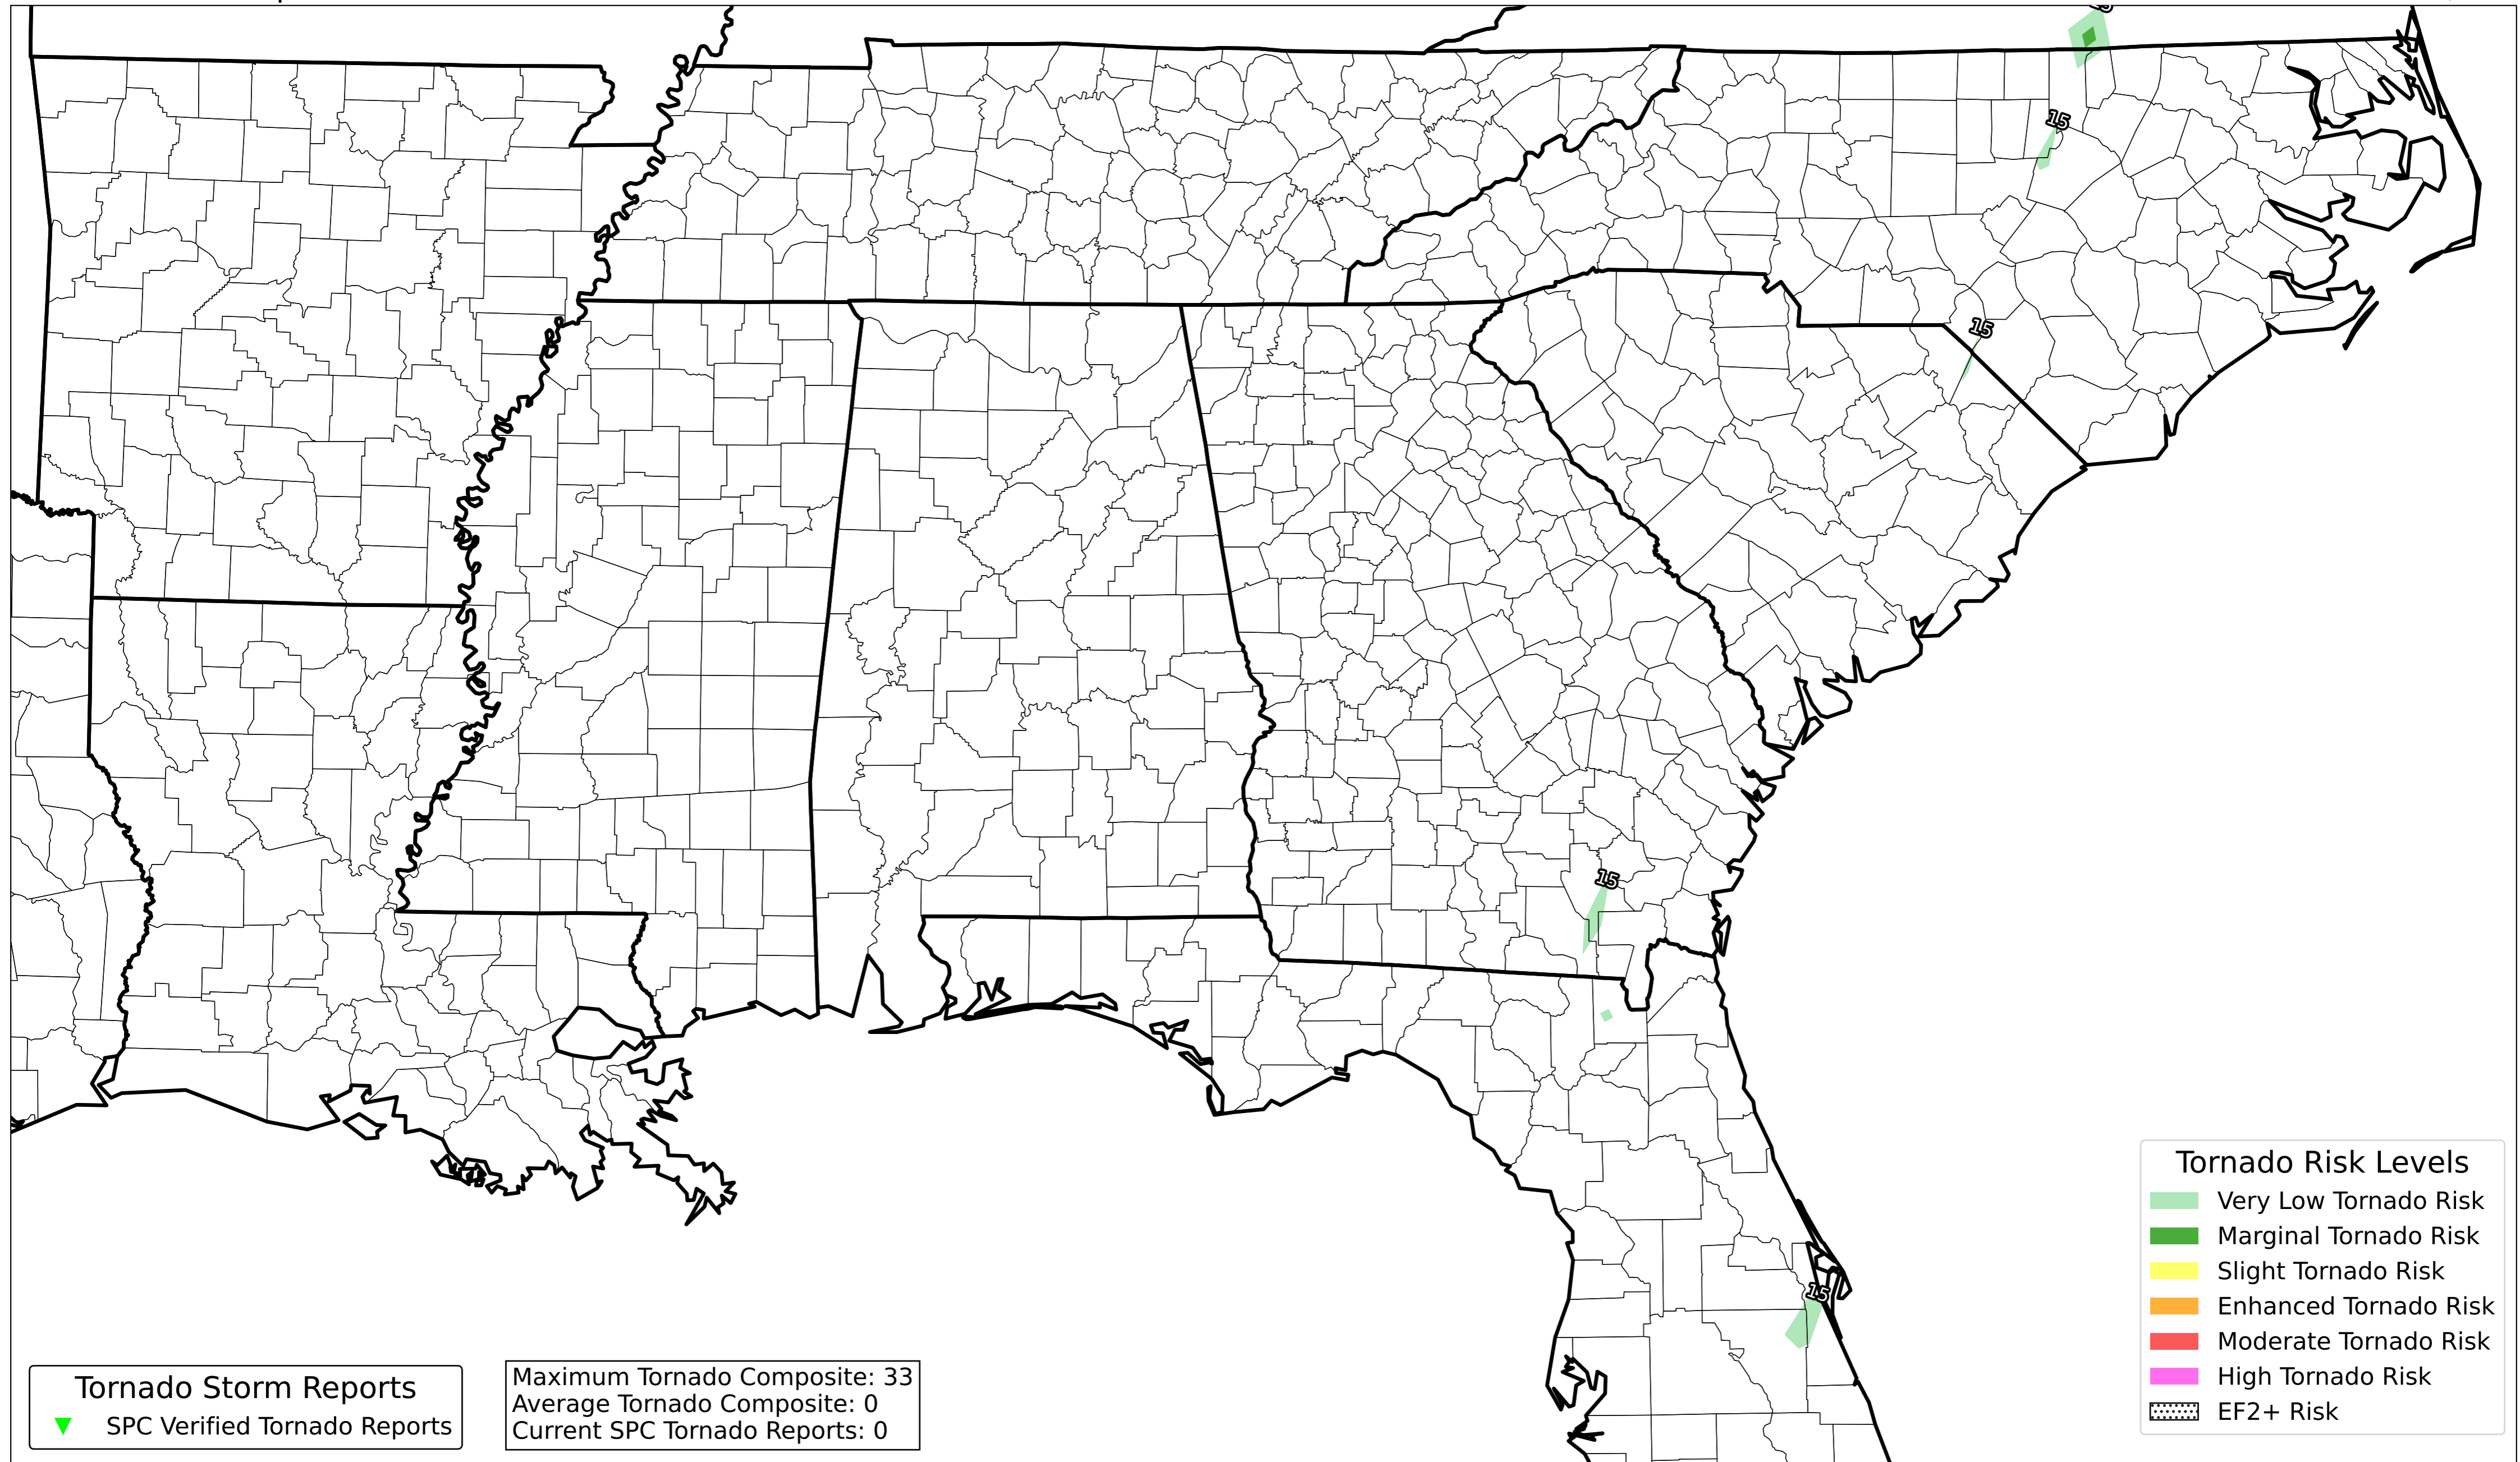 15
15
15
15
Tornado Risk Levels
Very Low Tornado Risk
Marginal Tornado Risk
Slight Tornado Risk
Enhanced Tornado Risk
Moderate Tornado Risk
High Tornado Risk
EF2+ Risk
Tornado Storm Reports
SPC Verified Tornado Reports
Maximum Tornado Composite: 33
Average Tornado Composite: 0
Current SPC Tornado Reports: 0